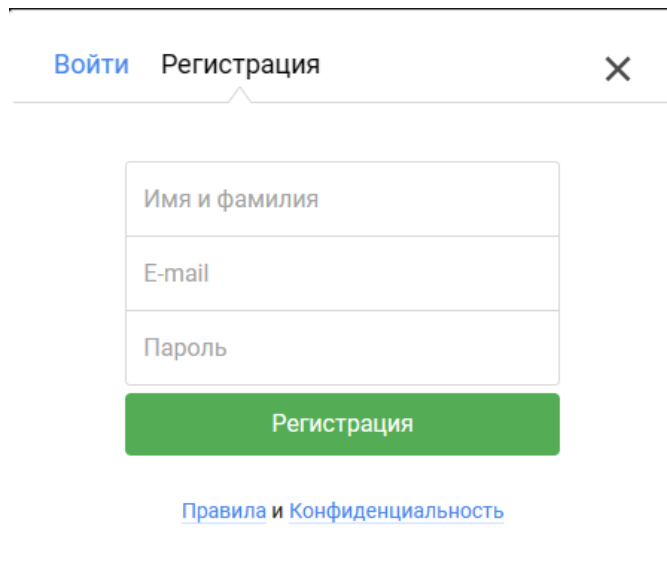 Войти Регистрация
Имя и фамилия
E-mail
Пароль
Регистрация
Правила и Конфиденциальность